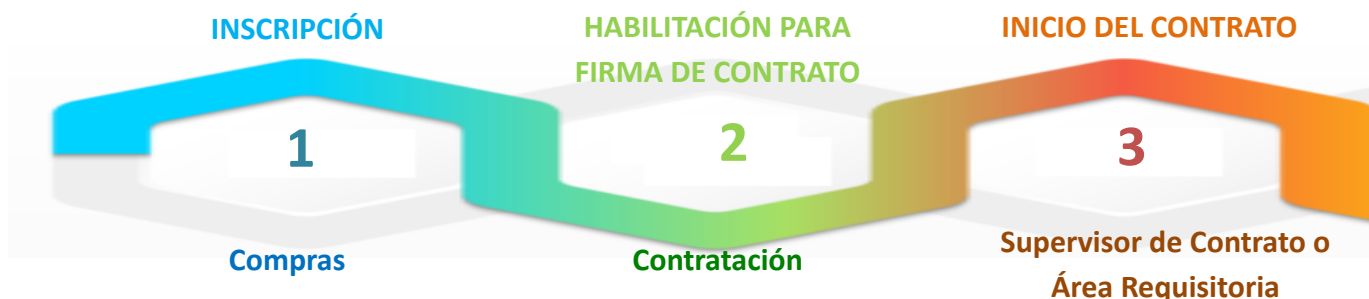 INSCRIPCIÓN
1
Compras
HABILITACIÓN PARA
FIRMA DE CONTRATO
2
Contratación
INICIO DEL CONTRATO
3
Supervisor de Contrato o
Área Requisitoria